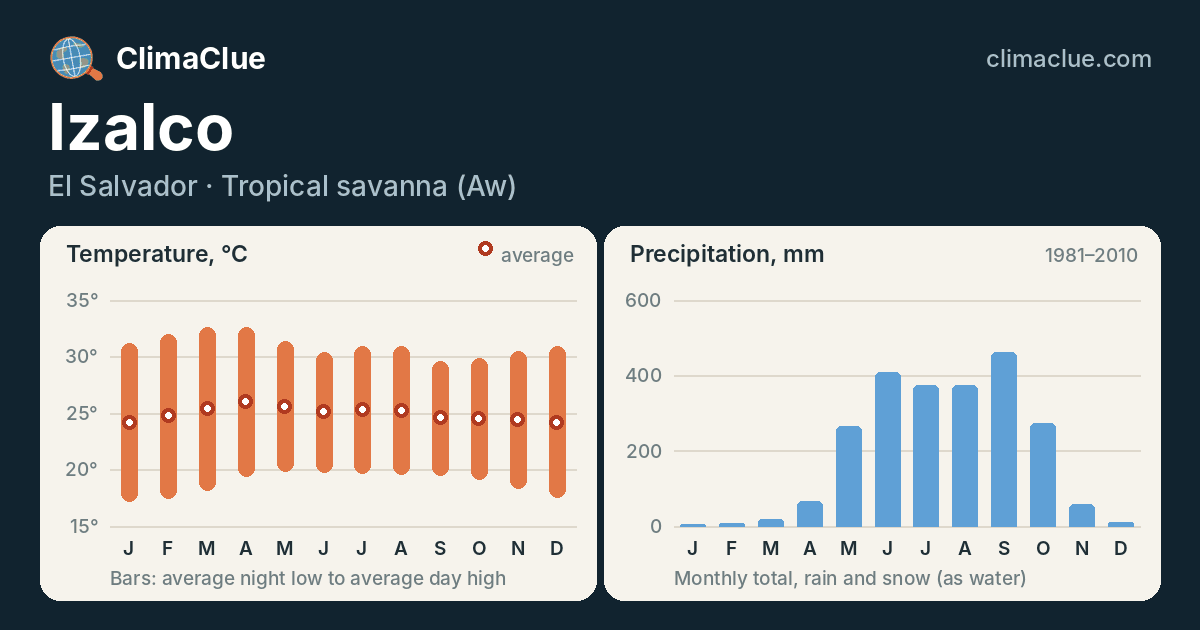 ClimaClue
climaclue.com
Izalco
El Salvador · Tropical savanna (Aw)
Temperature, °C
average
35°
30°
25°
20°
15°
J F M A M J J A S O N D
Bars: average night low to average day high
Precipitation, mm
1981–2010
600
400
200
0
J F M A M J J A S O N D
Monthly total, rain and snow (as water)